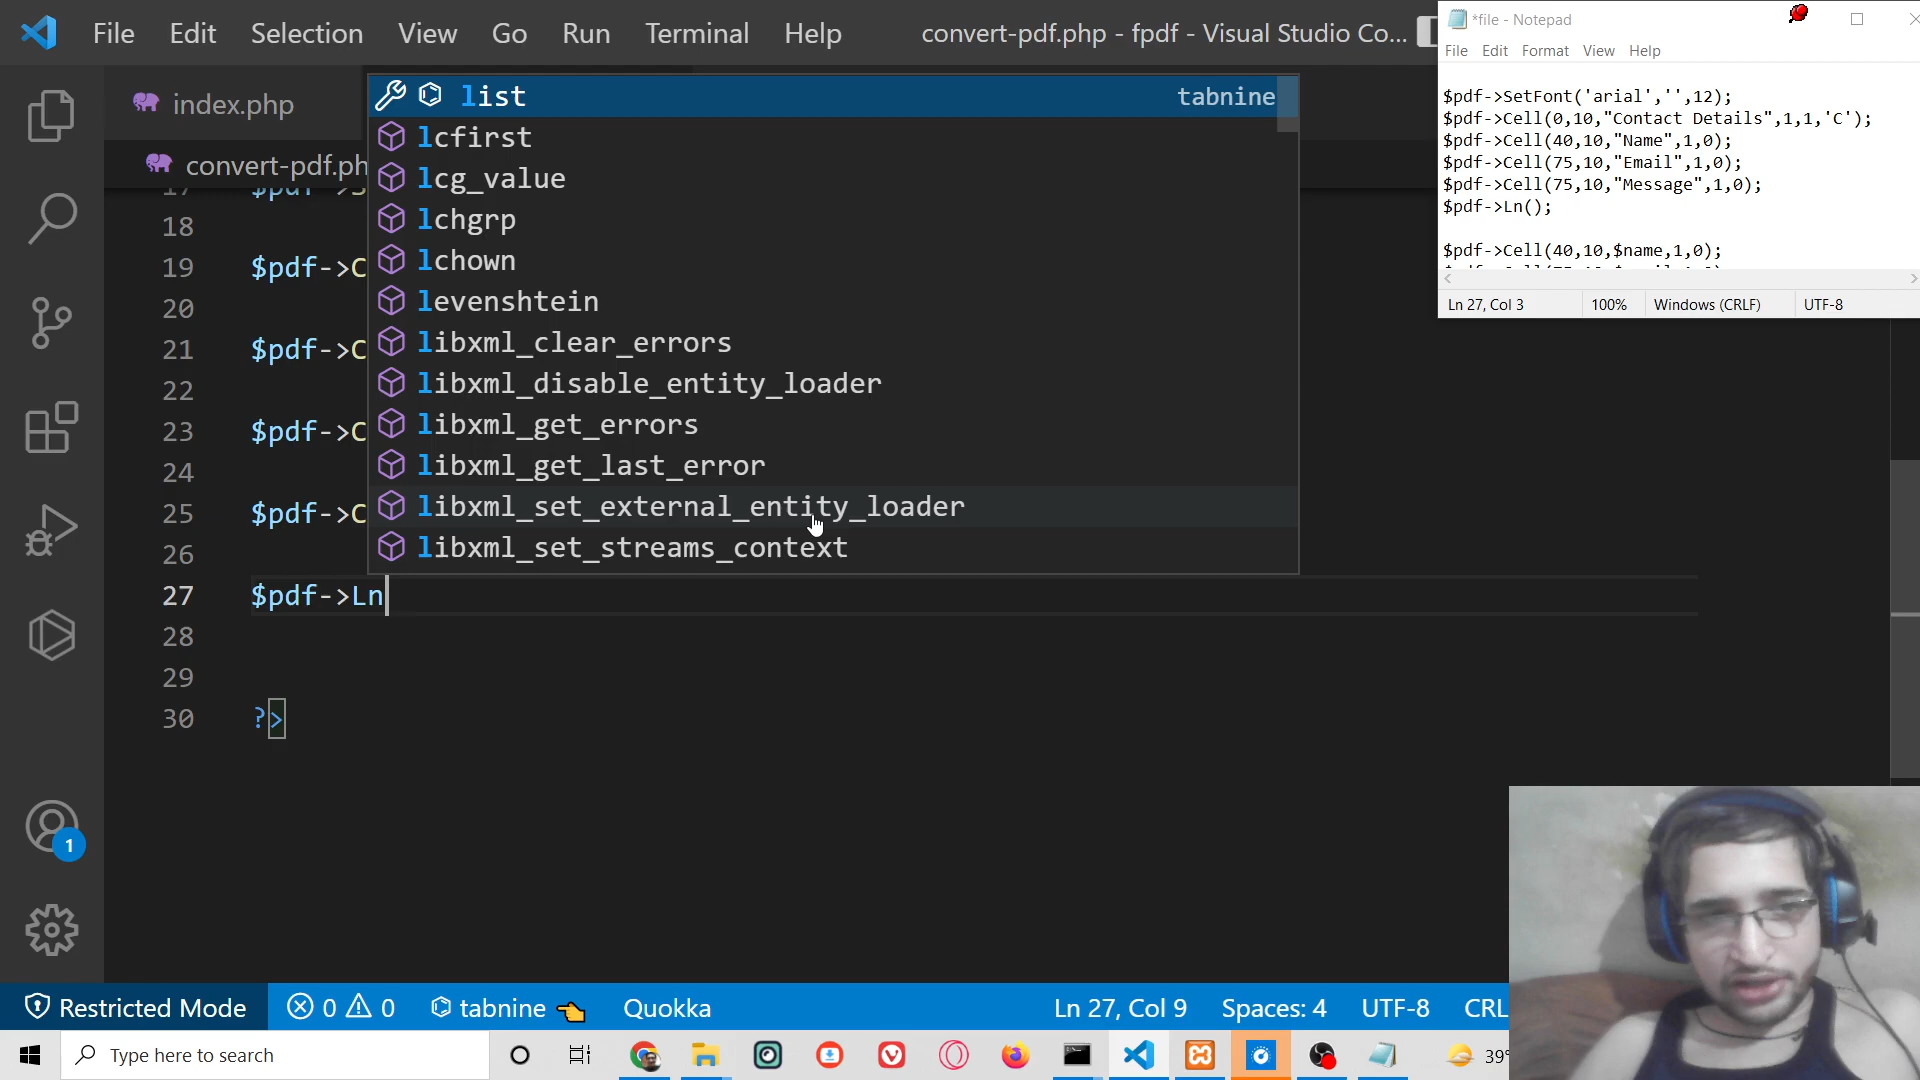 File Edit Selection View Go Run Terminal Help convert-pdf.php - fpdf - Visual Studio Co...
*file - Notepad
File Edit Format View Help
$pdf->SetFont('arial','',12);
$pdf->Cell(0,10,"Contact Details",1,1,'C');
$pdf->Cell(40,10,"Name",1,0);
$pdf->Cell(75,10,"Email",1,0);
$pdf->Cell(75,10,"Message",1,0);
$pdf->Ln();
$pdf->Cell(40,10,$name,1,0);
Ln 27, Col 3 100% Windows (CRLF) UTF-8
index.php
convert-pdf.ph
list tabnine
lcfirst
lcg_value
lchgrp
lchown
levenshtein
libxml_clear_errors
libxml_disable_entity_loader
libxml_get_errors
libxml_get_last_error
libxml_set_external_entity_loader
libxml_set_streams_context
17 $pdf->S
18
19 $pdf->C
20
21 $pdf->C
22
23 $pdf->C
24
25 $pdf->C
26
27 $pdf->Ln
28
29
30 ?>
1
Restricted Mode 0 0 tabnine Quokka Ln 27, Col 9 Spaces: 4 UTF-8 CRL
Type here to search 39°